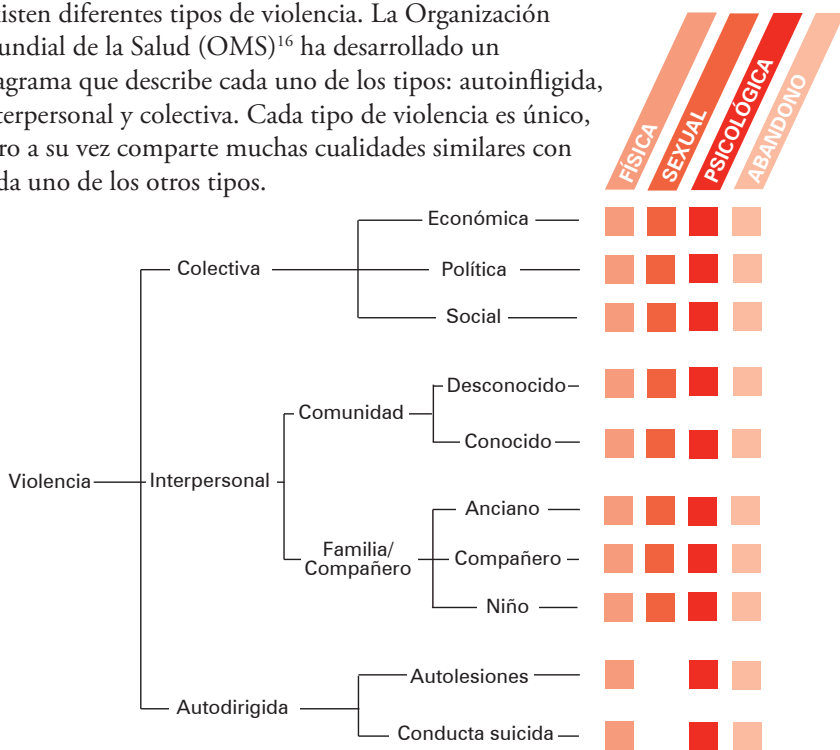 isten diferentes tipos de violencia. La Organización
undial de la Salud (OMS)16 ha desarrollado un
agrama que describe cada uno de los tipos: autoinfligida,
terpersonal y colectiva. Cada tipo de violencia es único,
ro a su vez comparte muchas cualidades similares con
da uno de los otros tipos.
FÍSICA
SEXUAL
PSICOLÓGICA
ABANDONO
Económica
Colectiva
Política
Social
Desconocido
Comunidad
Conocido
Violencia
Interpersonal
Anciano
Familia/
Compañero
Compañero
Niño
Autolesiones
Autodirigida
Conducta suicida